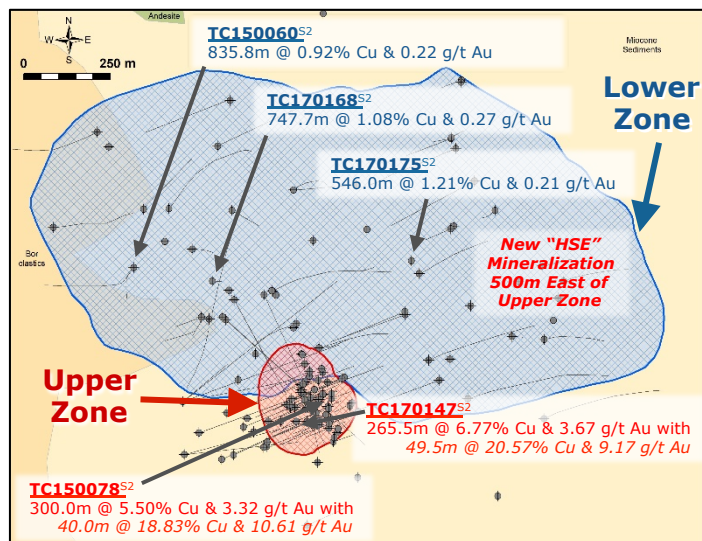 Andesite
N
W E
S
0 250 m
Miocene
Sediments
TC150060S2
835.8m @ 0.92% Cu & 0.22 g/t Au
Lower
Zone
TC170168S2
747.7m @ 1.08% Cu & 0.27 g/t Au
TC170175S2
546.0m @ 1.21% Cu & 0.21 g/t Au
Bor
clastics
New “HSE”
Mineralization
500m East of
Upper Zone
Upper
Zone
TC170147S2
265.5m @ 6.77% Cu & 3.67 g/t Au with
49.5m @ 20.57% Cu & 9.17 g/t Au
TC150078S2
300.0m @ 5.50% Cu & 3.32 g/t Au with
40.0m @ 18.83% Cu & 10.61 g/t Au